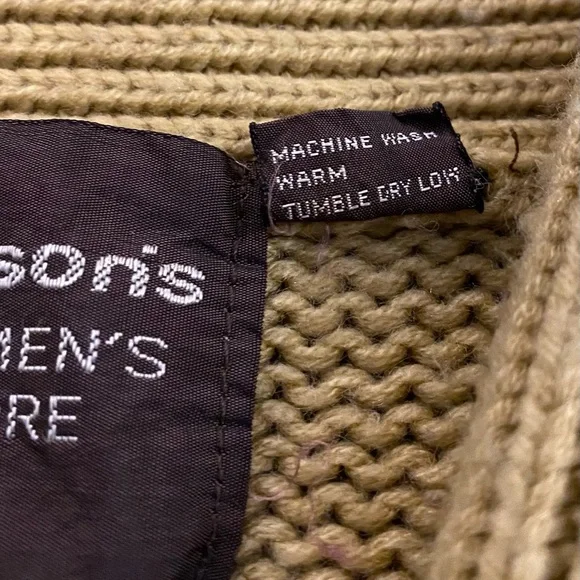 MACHINE WASH
WARM
TUMBLE DRY LOW
son's
MEN'S
RE